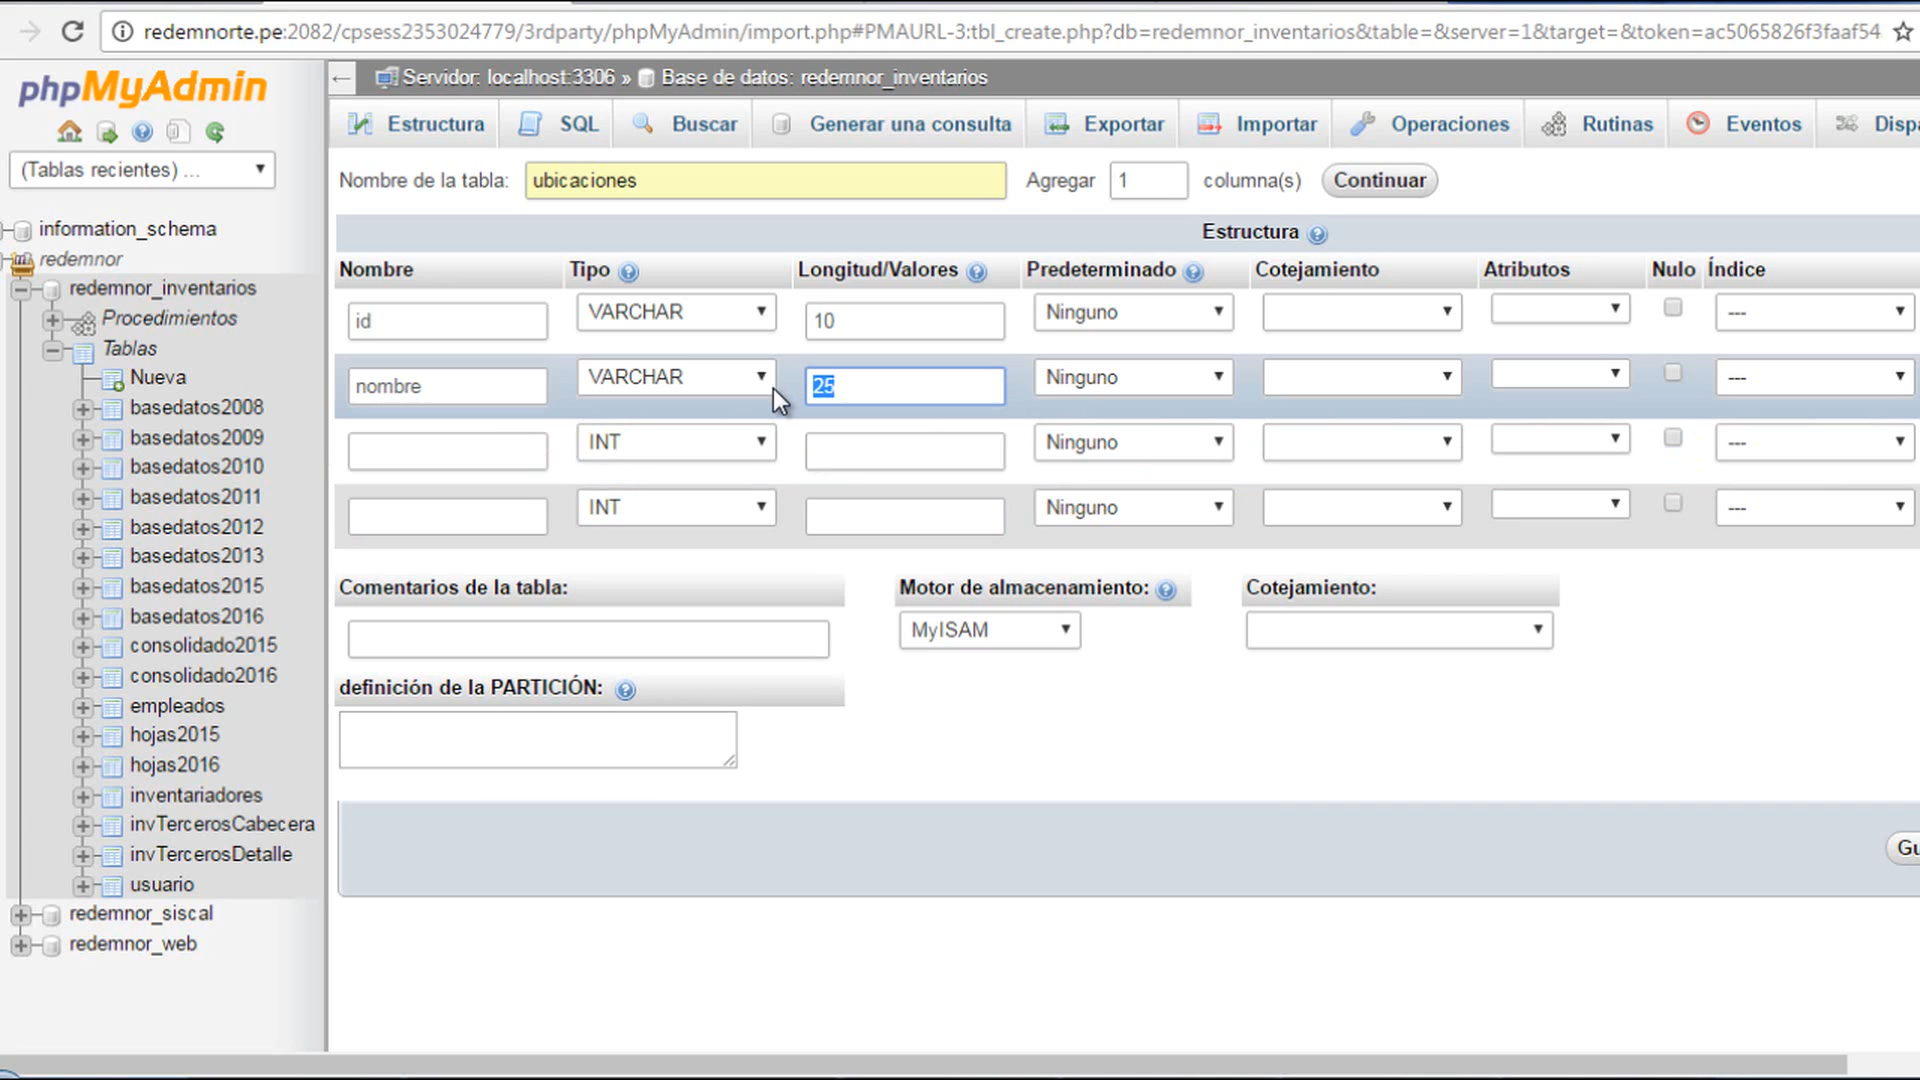 redemnorte.pe:2082/cpsess2353024779/3rdparty/phpMyAdmin/import.php#PMAURL-3:tbl_create.php?db=redemnor_inventarios&table=&server=1&target=&token=ac5065826f3faaf54
phpMyAdmin
(Tablas recientes) ...
information_schema
redemnor
redemnor_inventarios
Procedimientos
Tablas
Nueva
basedatos2008
basedatos2009
basedatos2010
basedatos2011
basedatos2012
basedatos2013
basedatos2015
basedatos2016
consolidado2015
consolidado2016
empleados
hojas2015
hojas2016
inventariadores
invTercerosCabecera
invTercerosDetalle
usuario
redemnor_siscal
redemnor_web
Servidor: localhost:3306 » Base de datos: redemnor_inventarios
Estructura SQL Buscar Generar una consulta Exportar Importar Operaciones Rutinas Eventos Dispa
Nombre de la tabla: ubicaciones Agregar 1 columna(s) Continuar
Estructura
Nombre Tipo Longitud/Valores Predeterminado Cotejamiento Atributos Nulo Índice
id VARCHAR 10 Ninguno ---
nombre VARCHAR 25 Ninguno ---
INT Ninguno ---
INT Ninguno ---
Comentarios de la tabla: Motor de almacenamiento: Cotejamiento:
MyISAM
definición de la PARTICIÓN:
Gu